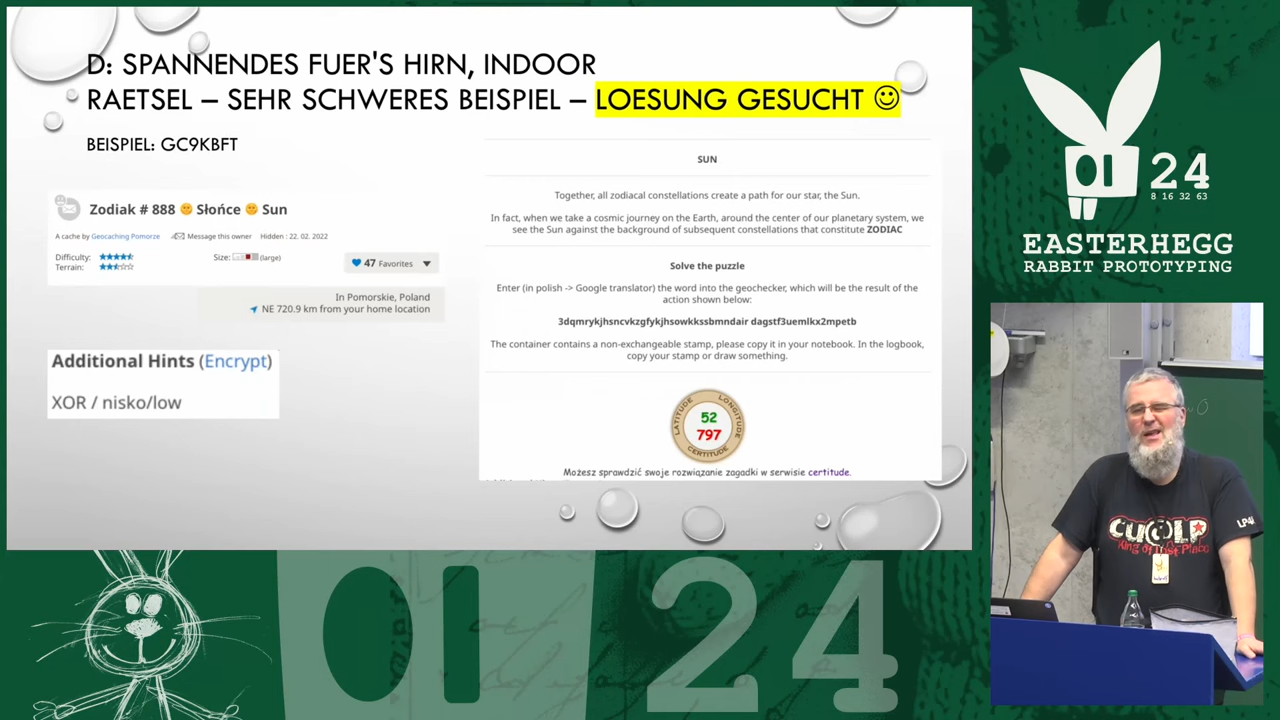 D: SPANNENDES FUER'S HIRN, INDOOR
RAETSEL – SEHR SCHWERES BEISPIEL – LOESUNG GESUCHT ☺
BEISPIEL: GC9KBFT
Zodiak # 888 🌞 Słońce 🌞 Sun
A cache by Geocaching Pomorze Message this owner Hidden : 22. 02. 2022
Difficulty:
Terrain:
Size: (large)
47 Favorites
In Pomorskie, Poland
NE 720.9 km from your home location
Additional Hints (Encrypt)
XOR / nisko/low
SUN
Together, all zodiacal constellations create a path for our star, the Sun.
In fact, when we take a cosmic journey on the Earth, around the center of our planetary system, we
see the Sun against the background of subsequent constellations that constitute ZODIAC
Solve the puzzle
Enter (in polish -> Google translator) the word into the geochecker, which will be the result of the
action shown below:
3dqmrykjhsncvkzgfykjhsowkkssbmndair dagstf3uemlkx2mpetb
The container contains a non-exchangeable stamp, please copy it in your notebook. In the logbook,
copy your stamp or draw something.
LATITUDE LONGITUDE
52
797
CERTITUDE
Możesz sprawdzić swoje rozwiązanie zagadki w serwisie certitude.
24
8 16 32 63
EASTERHEGG
RABBIT PROTOTYPING
LP4
24